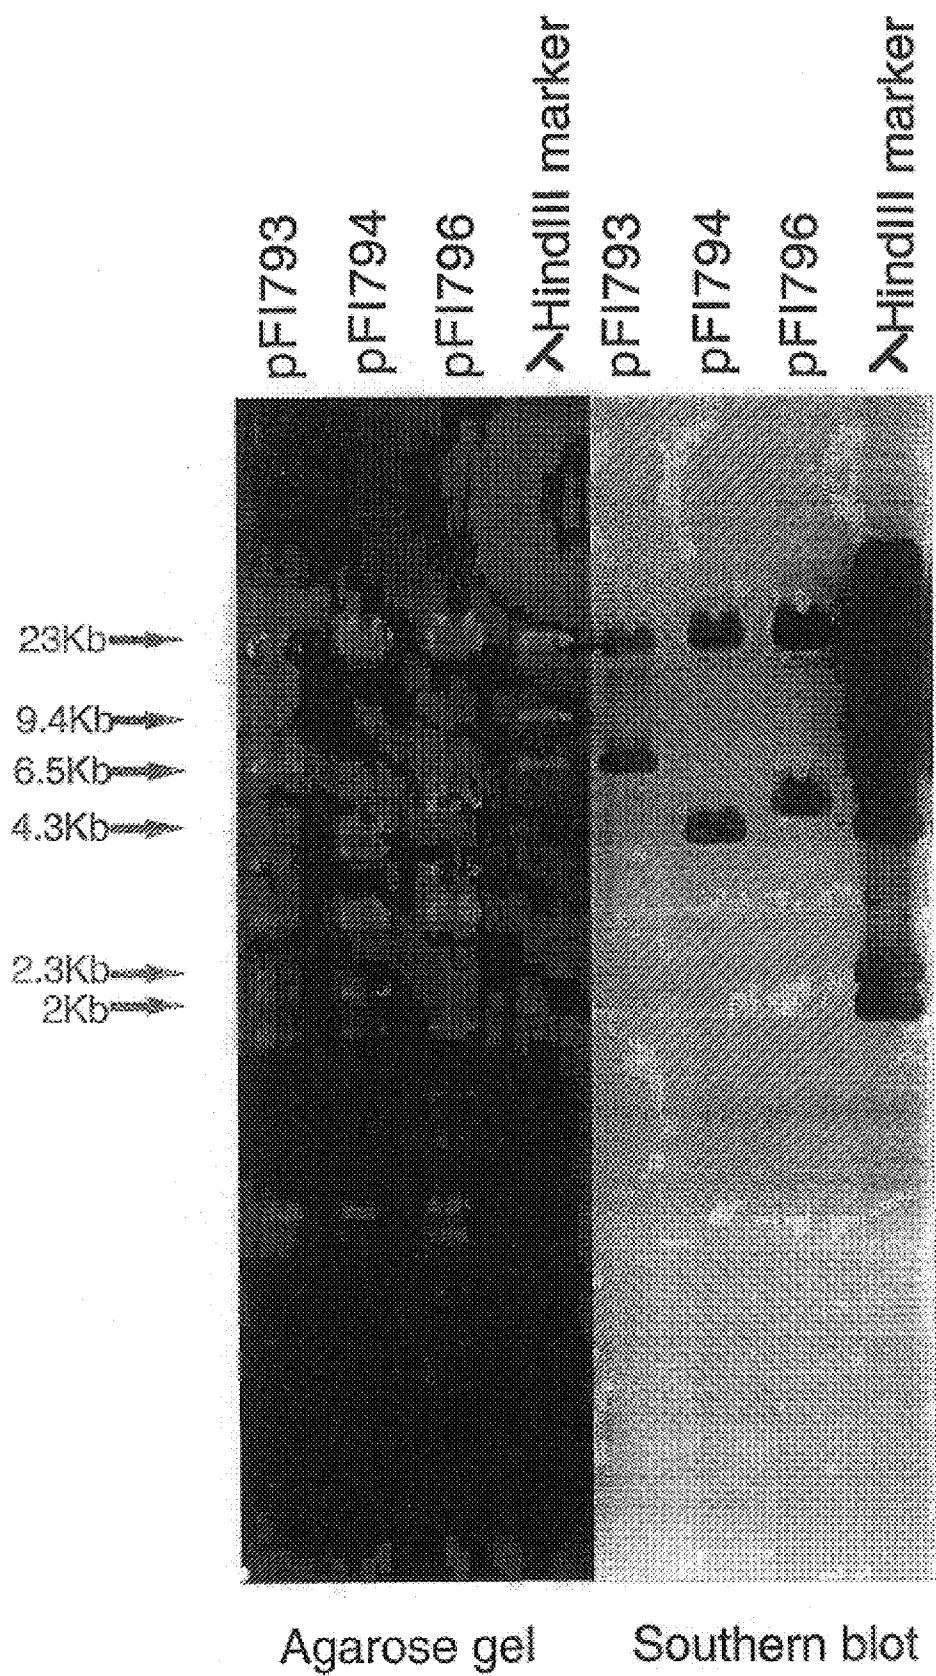 pFI793
pFI794
pFI796
λHindIII marker
pFI793
pFI794
pFI796
λHindIII marker
23Kb
9.4Kb
6.5Kb
4.3Kb
2.3Kb
2Kb
Agarose gel
Southern blot